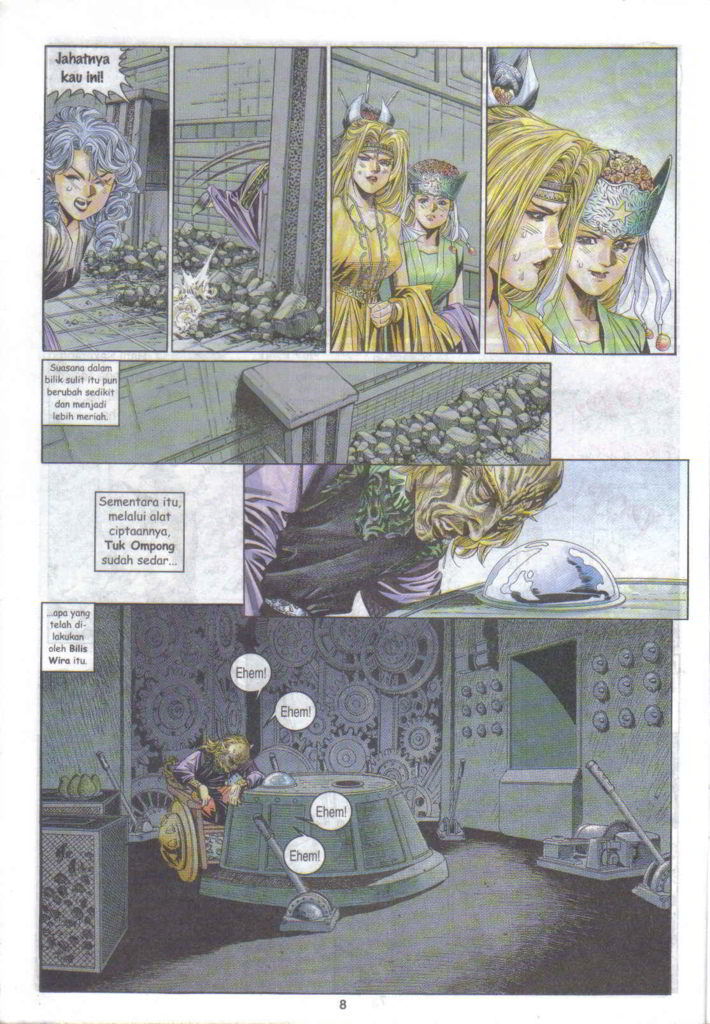 Jahatnya
kau ini!
Suasana dalam
bilik sulit itu pun
berubah sedikit
dan menjadi
lebih meriah.
Sementara itu,
melalui alat
ciptaannya,
Tuk Ompong
sudah sedar...
...apa yang
telah di-
lakukan
oleh Bilis
Wira itu.
Ehem!
Ehem!
Ehem!
Ehem!
8